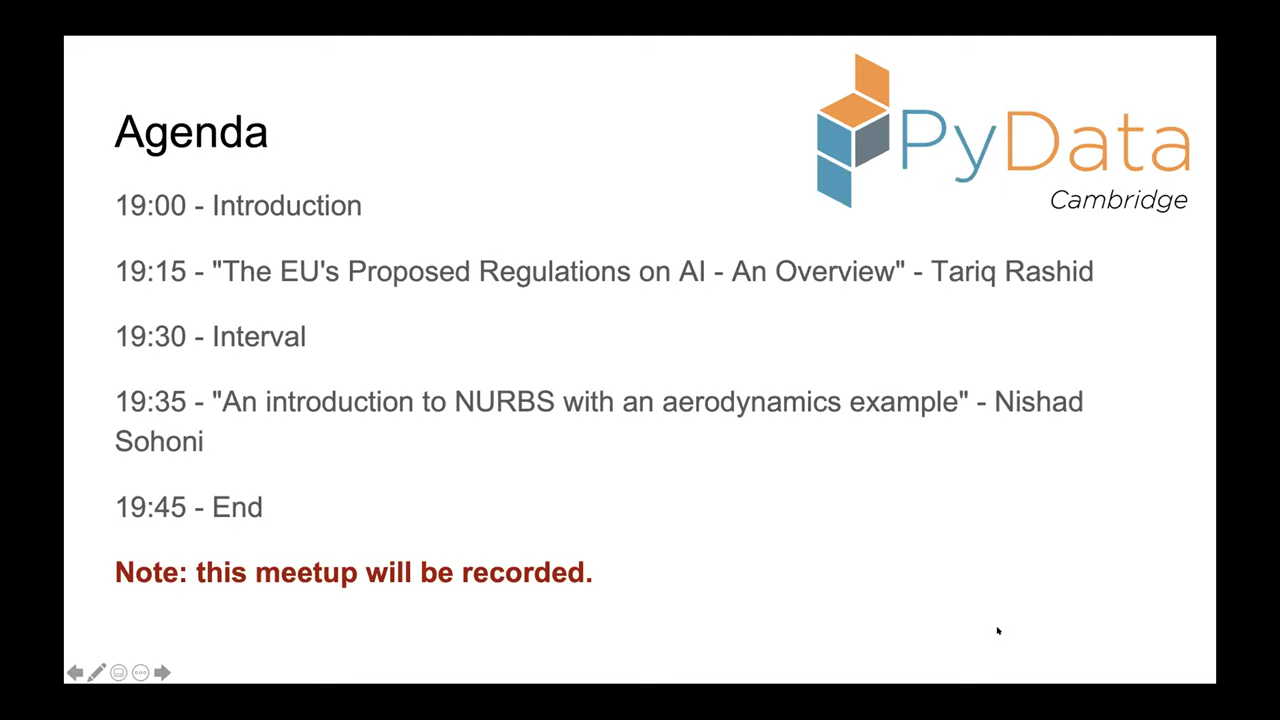 PyData
Cambridge
Agenda
19:00 - Introduction
19:15 - "The EU's Proposed Regulations on AI - An Overview" - Tariq Rashid
19:30 - Interval
19:35 - "An introduction to NURBS with an aerodynamics example" - Nishad
Sohoni
19:45 - End
Note: this meetup will be recorded.